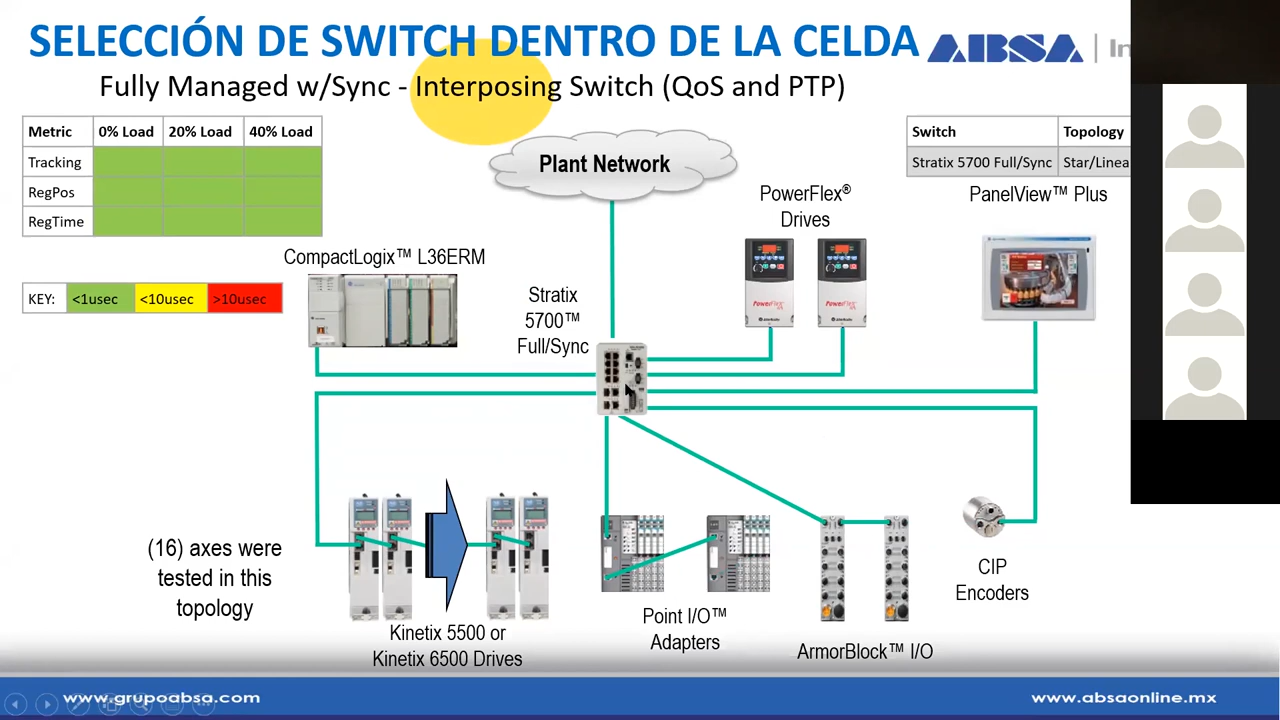 SELECCIÓN DE SWITCH DENTRO DE LA CELDA
ABSA
Fully Managed w/Sync - Interposing Switch (QoS and PTP)
Metric 0% Load 20% Load 40% Load
Tracking
RegPos
RegTime
KEY: <1usec <10usec >10usec
Plant Network
Switch Topology
Stratix 5700 Full/Sync Star/Linea
PowerFlex®
Drives
PanelView™ Plus
CompactLogix™ L36ERM
Stratix
5700™
Full/Sync
PowerFlex
PowerFlex
(16) axes were
tested in this
topology
Kinetix 5500 or
Kinetix 6500 Drives
Point I/O™
Adapters
ArmorBlock™ I/O
CIP
Encoders
www.grupoabsa.com
www.absaonline.mx